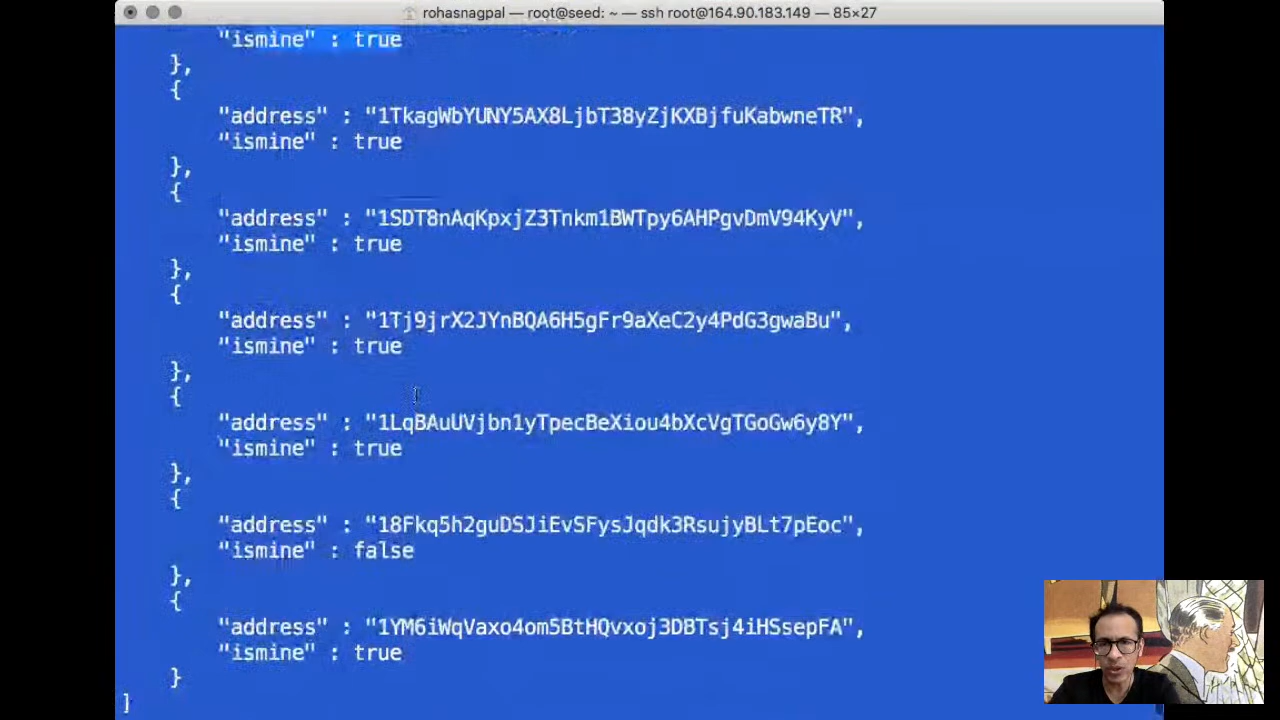 rohasnagpal — root@seed: ~ — ssh root@164.90.183.149 — 85×27
"ismine" : true
},
{
"address" : "1TkagWbYUNY5AX8LjbT38yZjKXBjfuKabwneTR",
"ismine" : true
},
{
"address" : "1SDT8nAqKpxjZ3Tnkm1BWTpy6AHPgvDmV94KyV",
"ismine" : true
},
{
"address" : "1Tj9jrX2JYnBQA6H5gFr9aXeC2y4PdG3gwaBu",
"ismine" : true
},
{
"address" : "1LqBAuUVjbn1yTpecBeXiou4bXcVgTGoGw6y8Y",
"ismine" : true
},
{
"address" : "18Fkq5h2guDSJiEvSFysJqdk3RsujyBLt7pEoc",
"ismine" : false
},
{
"address" : "1YM6iWqVaxo4om5BtHQvxoj3DBTsj4iHSsepFA",
"ismine" : true
}
]